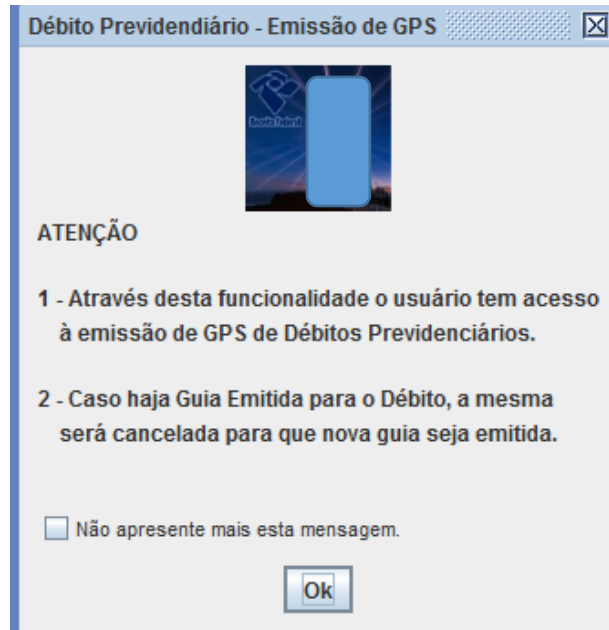 Débito Previdendiário - Emissão de GPS
Receita Federal
ATENÇÃO
1 - Através desta funcionalidade o usuário tem acesso
à emissão de GPS de Débitos Previdenciários.
2 - Caso haja Guia Emitida para o Débito, a mesma
será cancelada para que nova guia seja emitida.
Não apresente mais esta mensagem.
Ok